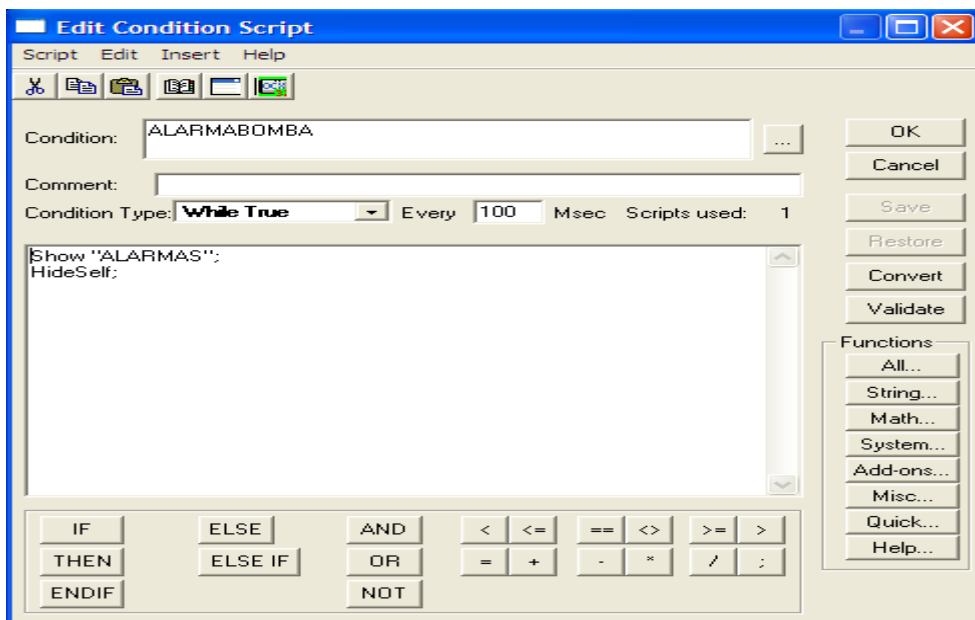 Edit Condition Script
Script Edit Insert Help
Condition: ALARMABOMBA ...
Comment:
Condition Type: While True Every 100 Msec Scripts used: 1
Show "ALARMAS";
HideSelf;
OK
Cancel
Save
Restore
Convert
Validate
Functions
All...
String...
Math...
System...
Add-ons...
Misc...
Quick...
Help...
IF ELSE AND < <= == <> >= >
THEN ELSE IF OR = + - * / ;
ENDIF NOT